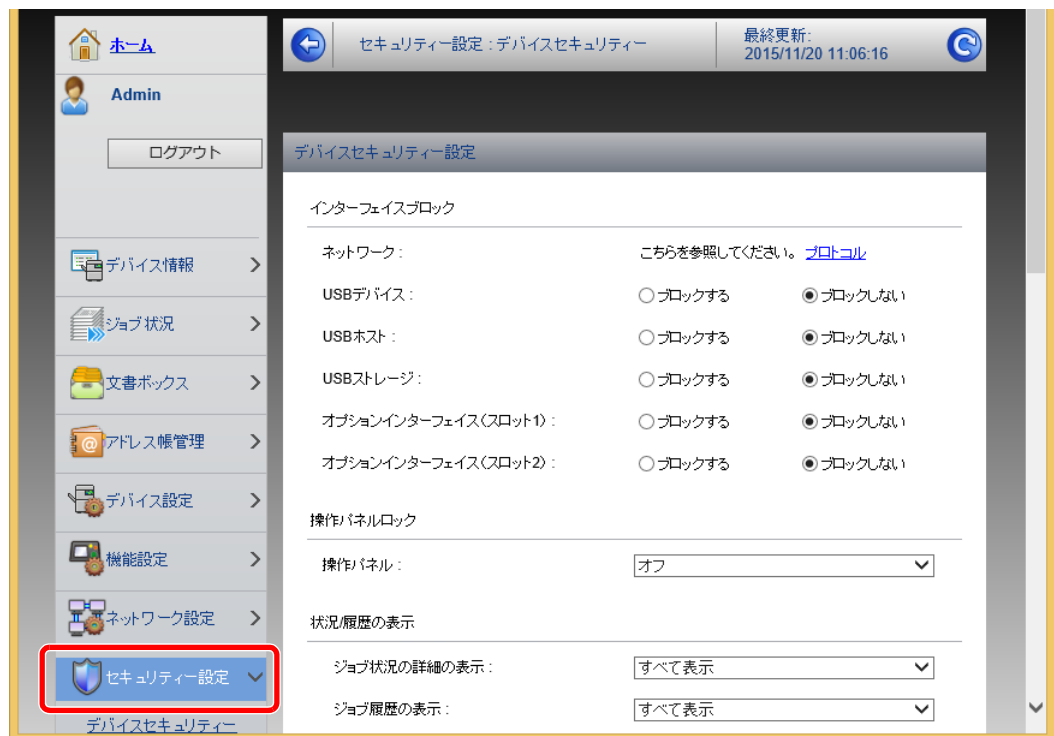 ホーム
Admin
ログアウト
デバイス情報
ジョブ状況
文書ボックス
アドレス帳管理
デバイス設定
機能設定
ネットワーク設定
セキュリティー設定
デバイスセキュリティー
セキュリティー設定 : デバイスセキュリティー
最終更新:
2015/11/20 11:06:16
デバイスセキュリティー設定
インターフェイスブロック
ネットワーク : こちらを参照してください。 プロトコル
USBデバイス : ブロックする ブロックしない
USBホスト : ブロックする ブロックしない
USBストレージ : ブロックする ブロックしない
オプションインターフェイス(スロット1) : ブロックする ブロックしない
オプションインターフェイス(スロット2) : ブロックする ブロックしない
操作パネルロック
操作パネル : オフ
状況/履歴の表示
ジョブ状況の詳細の表示 : すべて表示
ジョブ履歴の表示 : すべて表示